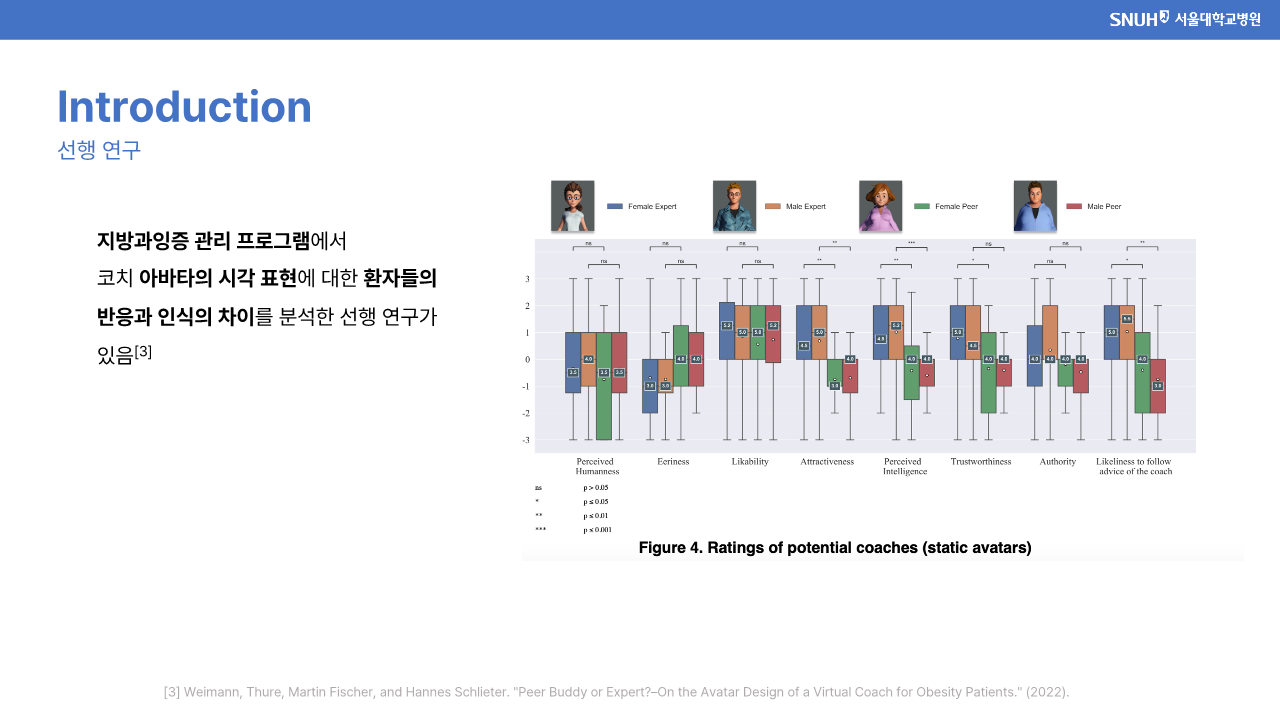 SNUH 서울대학교병원
Introduction
선행 연구
지방과잉증 관리 프로그램에서
코치 아바타의 시각 표현에 대한 환자들의
반응과 인식의 차이를 분석한 선행 연구가
있음[3]
Female Expert Male Expert Female Peer Male Peer
ns ns ns ** *** ns ns **
ns ns ns ** ** * ns *
3
2
1
0
-1
-2
-3
Perceived Humanness Eeriness Likability Attractiveness Perceived Intelligence Trustworthiness Authority Likeliness to follow advice of the coach
ns p > 0.05
* p ≤ 0.05
** p ≤ 0.01
*** p ≤ 0.001
Figure 4. Ratings of potential coaches (static avatars)
[3] Weimann, Thure, Martin Fischer, and Hannes Schlieter. "Peer Buddy or Expert?–On the Avatar Design of a Virtual Coach for Obesity Patients." (2022).